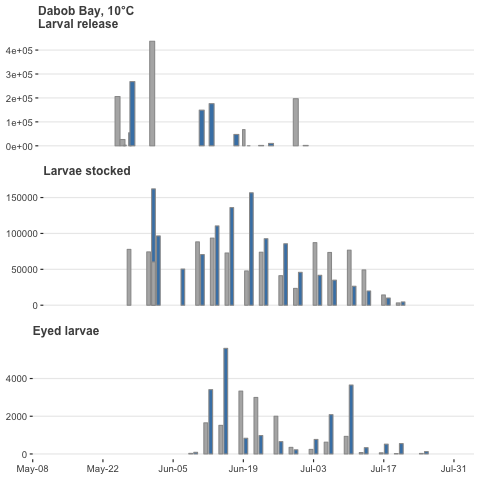 Dabob Bay, 10°C
Larval release
4e+05
3e+05
2e+05
1e+05
0e+00
Larvae stocked
150000
100000
50000
0
Eyed larvae
4000
2000
0
May-08 May-22 Jun-05 Jun-19 Jul-03 Jul-17 Jul-31